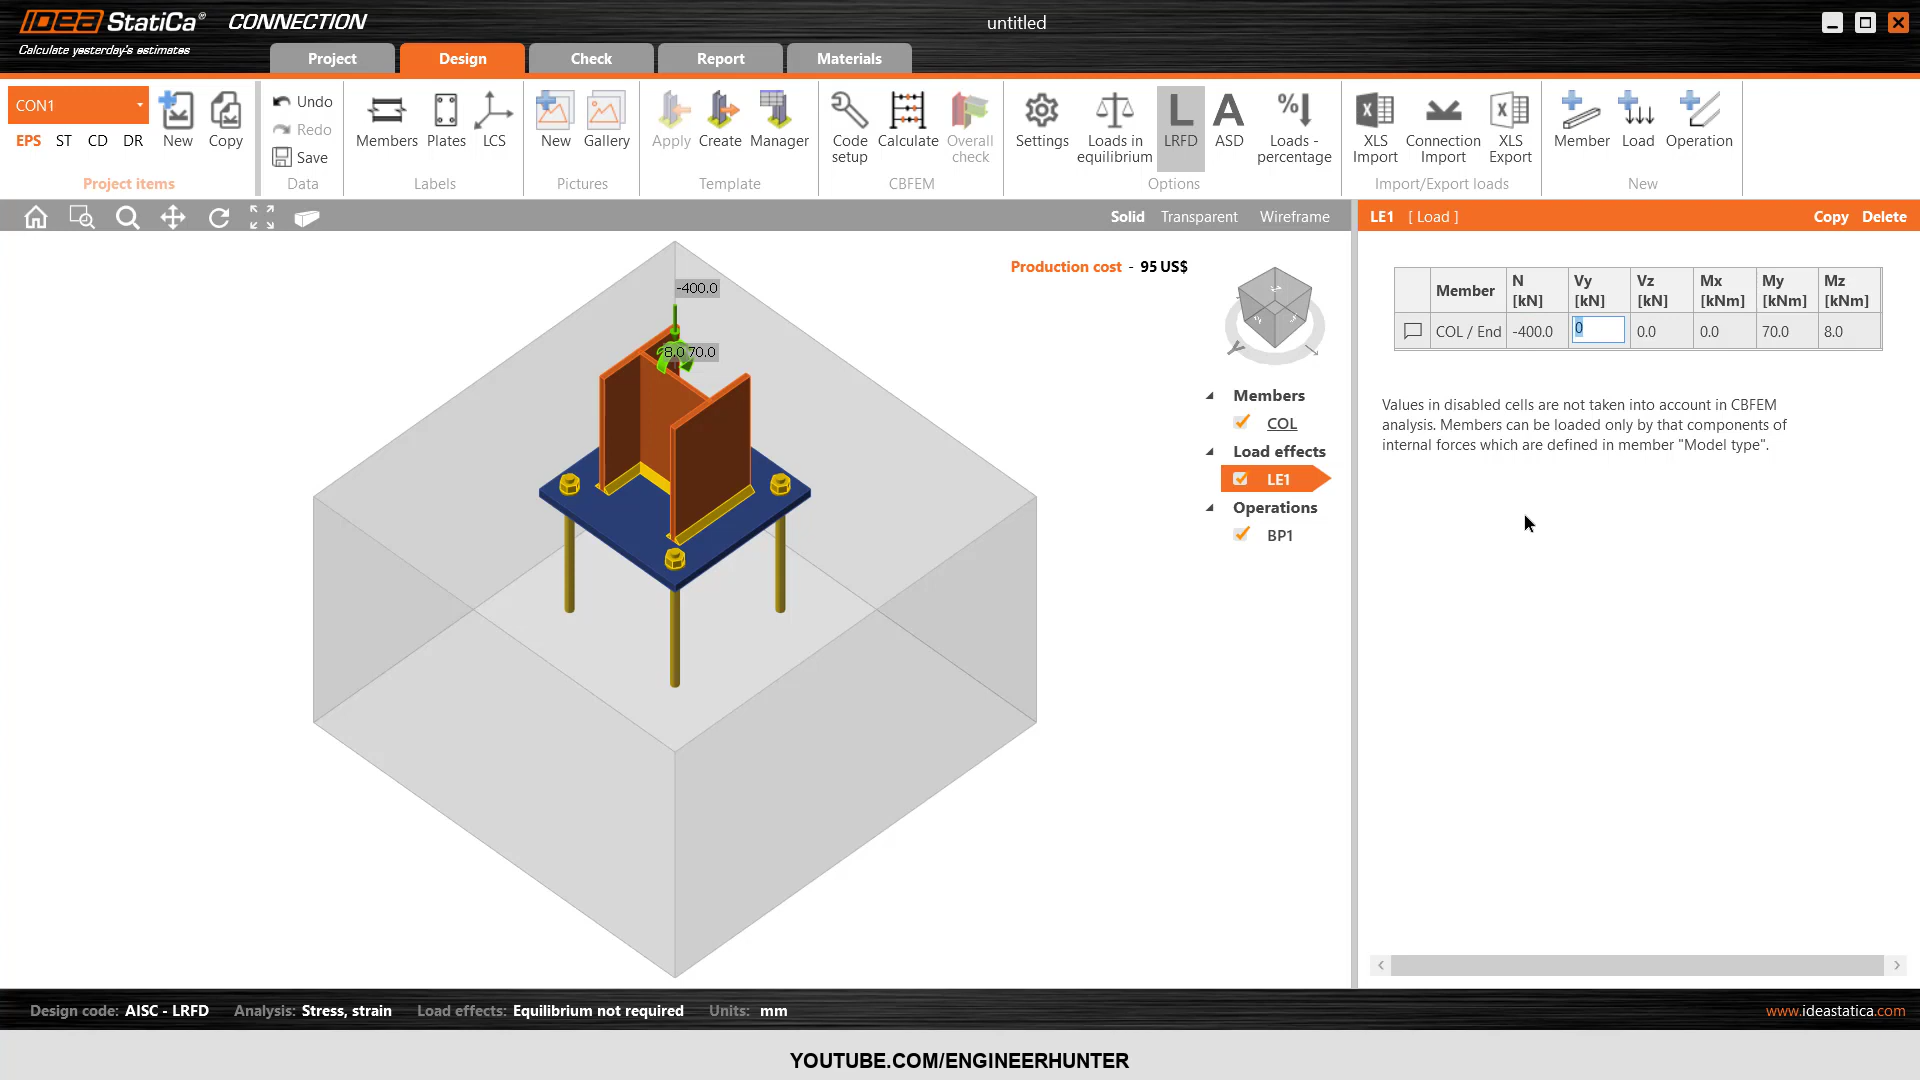 IDEA StatiCa® CONNECTION
Calculate yesterday's estimates
untitled
Project Design Check Report Materials
CON1
EPS ST CD DR
New Copy
Project items
Undo
Redo
Save
Data
Members Plates LCS
Labels
New Gallery
Pictures
Apply Create Manager
Template
Code setup Calculate Overall check
CBFEM
Settings Loads in equilibrium LRFD ASD Loads - percentage
Options
XLS Import Connection Import XLS Export
Import/Export loads
Member Load Operation
New
Solid Transparent Wireframe
LE1 [ Load ] Copy Delete
Production cost - 95 US$
-400.0
8.0 70.0
Members
COL
Load effects
LE1
Operations
BP1
Member N [kN] Vy [kN] Vz [kN] Mx [kNm] My [kNm] Mz [kNm]
COL / End -400.0 0 0.0 0.0 70.0 8.0
Values in disabled cells are not taken into account in CBFEM
analysis. Members can be loaded only by that components of
internal forces which are defined in member "Model type".
Design code: AISC - LRFD Analysis: Stress, strain Load effects: Equilibrium not required Units: mm
www.ideastatica.com
YOUTUBE.COM/ENGINEERHUNTER